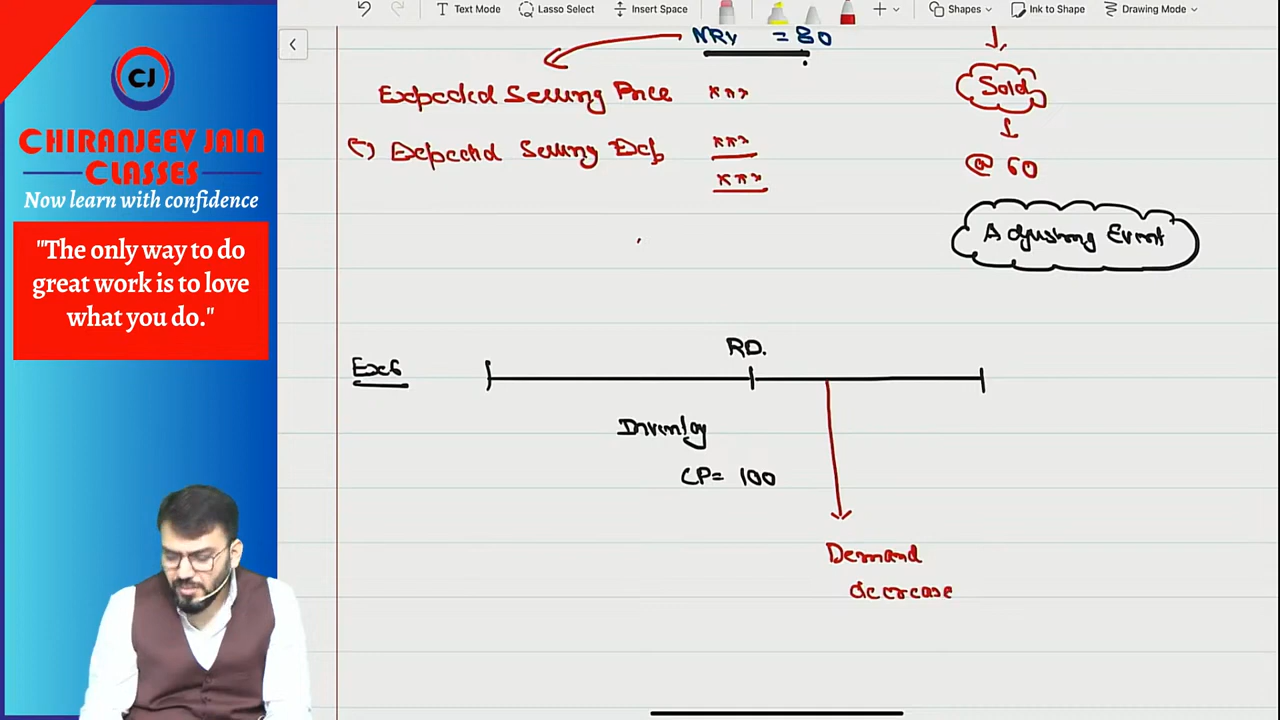 Text Mode Lasso Select Insert Space Shapes Ink to Shape Drawing Mode
CJ
CHIRANJEEV JAIN
CLASSES
Now learn with confidence
"The only way to do
great work is to love
what you do."
NRV = 80
Expected Selling Price xxx
(-) Expected Selling Exp xxx
xxx
Sold
@ 60
Adjusting Event
RD.
Ex6
Inventory
CP= 100
Demand
decrease